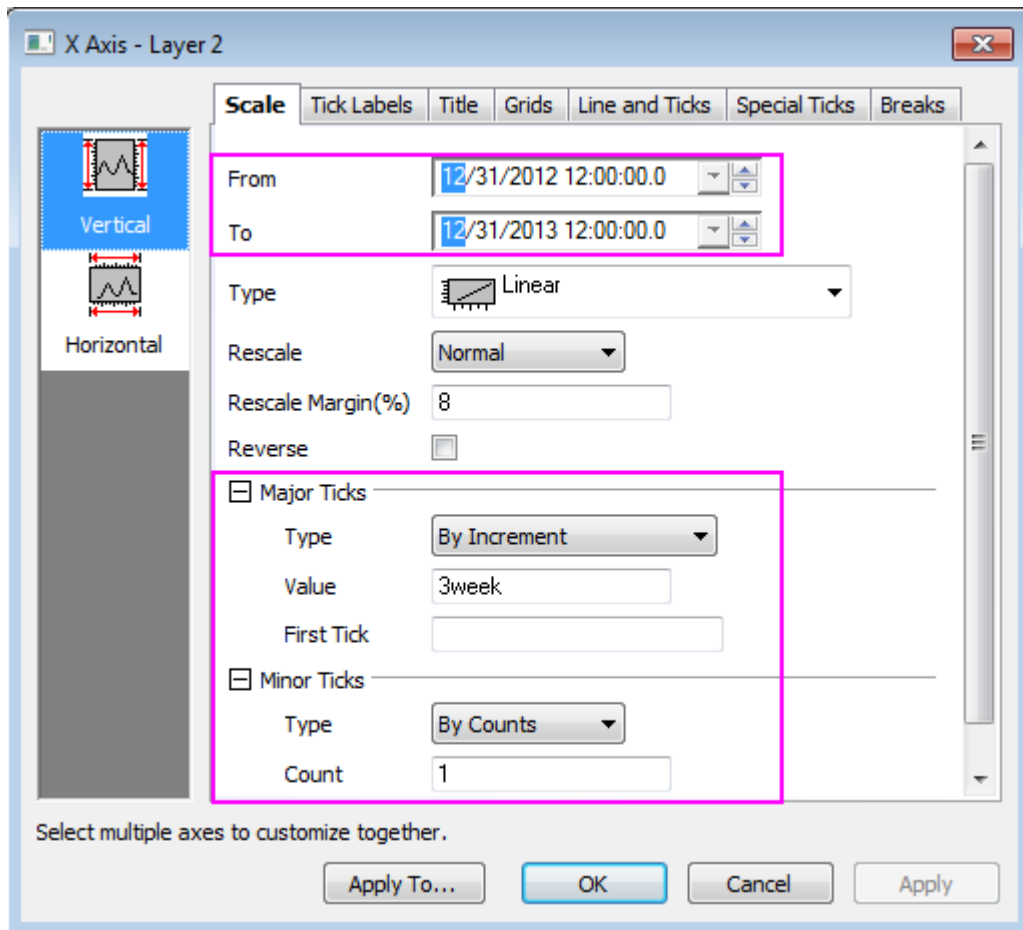 X Axis - Layer 2
Scale Tick Labels Title Grids Line and Ticks Special Ticks Breaks
Vertical
Horizontal
From 12/31/2012 12:00:00.0
To 12/31/2013 12:00:00.0
Type Linear
Rescale Normal
Rescale Margin(%) 8
Reverse
Major Ticks
Type By Increment
Value 3week
First Tick
Minor Ticks
Type By Counts
Count 1
Select multiple axes to customize together.
Apply To... OK Cancel Apply